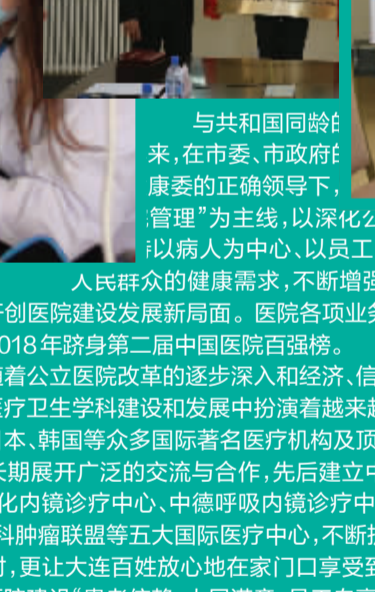 与共和国同龄的
来,在市委、市政府的
康委的正确领导下,
管理”为主线,以深化公
持以病人为中心、以员工
人民群众的健康需求,不断增强
开创医院建设发展新局面。医院各项业务
018年跻身第二届中国医院百强榜。
着公立医院改革的逐步深入和经济、信
医疗卫生学科建设和发展中扮演着越来越
日本、韩国等众多国际著名医疗机构及顶
长期展开广泛的交流与合作,先后建立中
化内镜诊疗中心、中德呼吸内镜诊疗中
科肿瘤联盟等五大国际医疗中心,不断
时,更让大连百姓放心地在家门口享受到